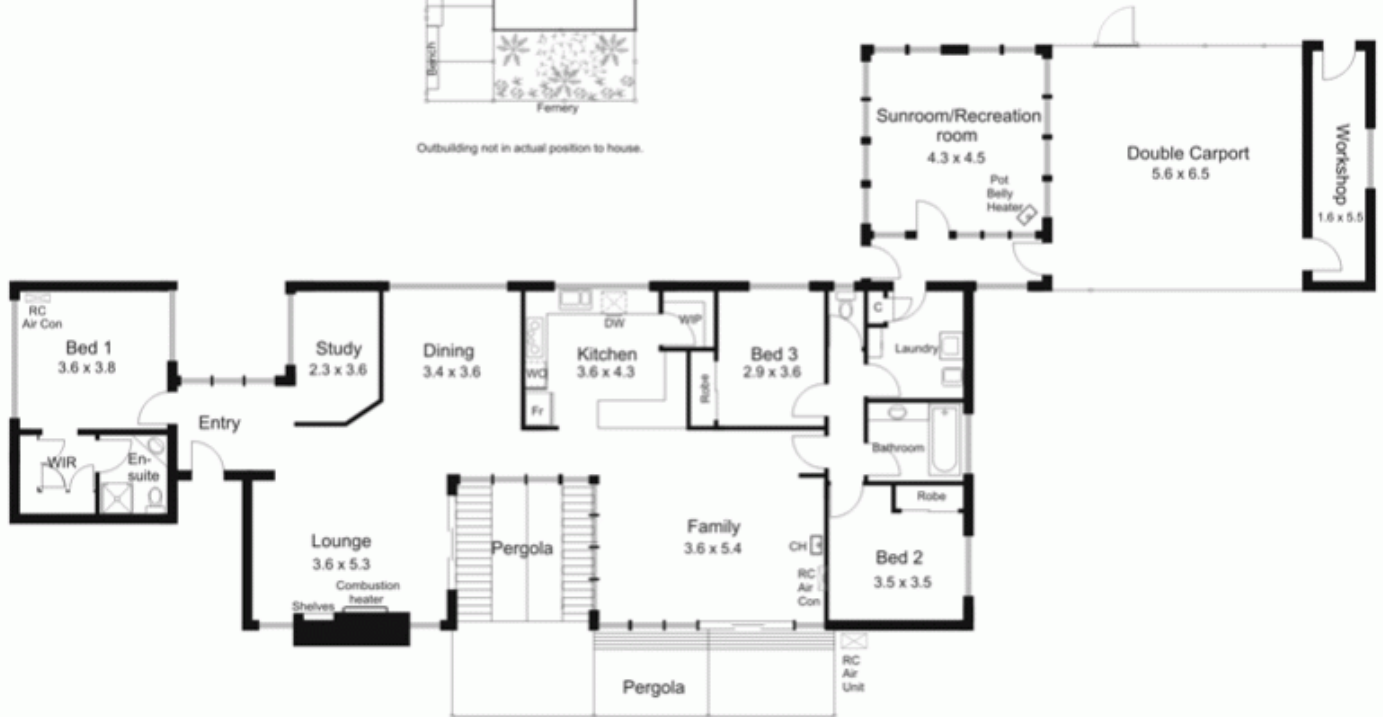 Bench
Fernery
Outbuilding not in actual position to house.
Sunroom/Recreation
room
4.3 x 4.5
Pot
Belly
Heater
Double Carport
5.6 x 6.5
Workshop
1.6 x 5.5
RC
Air Con
Bed 1
3.6 x 3.8
Study
2.3 x 3.6
Dining
3.4 x 3.6
DW
Kitchen
3.6 x 4.3
WO
Fr
WIP
Robe
Bed 3
2.9 x 3.6
C
Laundry
Entry
WIR
En-
suite
Bathroom
Robe
Lounge
3.6 x 5.3
Combustion
heater
Shelves
Pergola
Family
3.6 x 5.4
CH
RC
Air
Con
Bed 2
3.5 x 3.5
Pergola
RC
Air
Unit